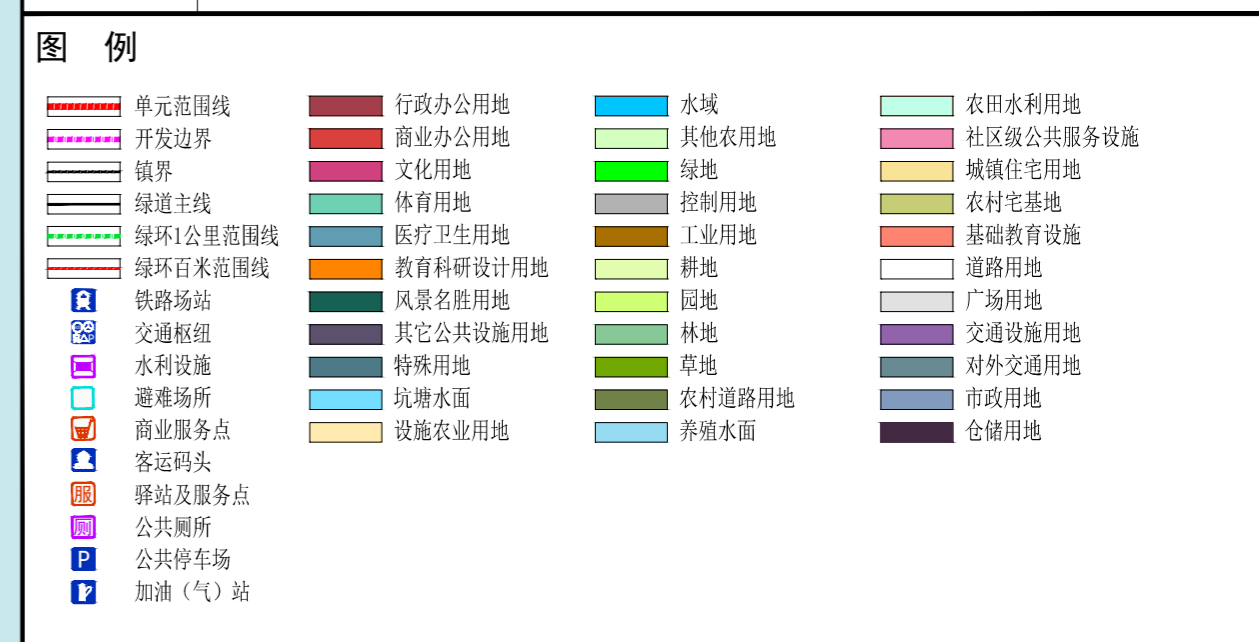 图 例
单元范围线
开发边界
镇界
绿道主线
绿环1公里范围线
绿环百米范围线
铁路场站
交通枢纽
水利设施
避难场所
商业服务点
客运码头
服 驿站及服务点
厕 公共厕所
P 公共停车场
加油（气）站
行政办公用地
商业办公用地
文化用地
体育用地
医疗卫生用地
教育科研设计用地
风景名胜用地
其它公共设施用地
特殊用地
坑塘水面
设施农业用地
水域
其他农用地
绿地
控制用地
工业用地
耕地
园地
林地
草地
农村道路用地
养殖水面
农田水利用地
社区级公共服务设施
城镇住宅用地
农村宅基地
基础教育设施
道路用地
广场用地
交通设施用地
对外交通用地
市政用地
仓储用地